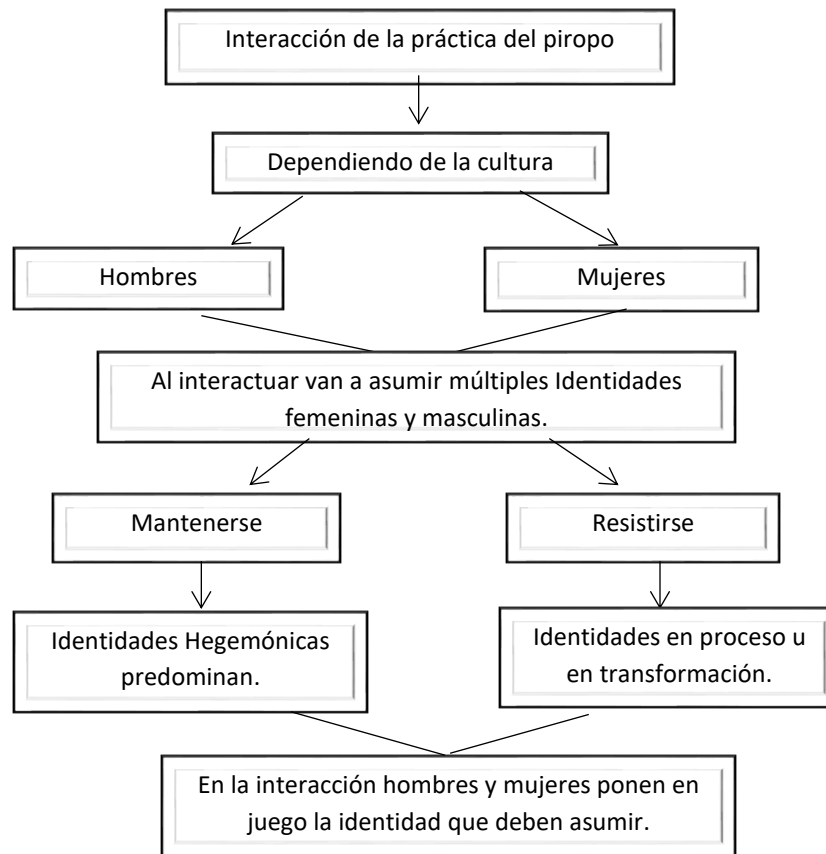 Interacción de la práctica del piropo
Dependiendo de la cultura
Hombres
Mujeres
Al interactuar van a asumir múltiples Identidades
femeninas y masculinas.
Mantenerse
Resistirse
Identidades Hegemónicas
predominan.
Identidades en proceso u
en transformación.
En la interacción hombres y mujeres ponen en
juego la identidad que deben asumir.